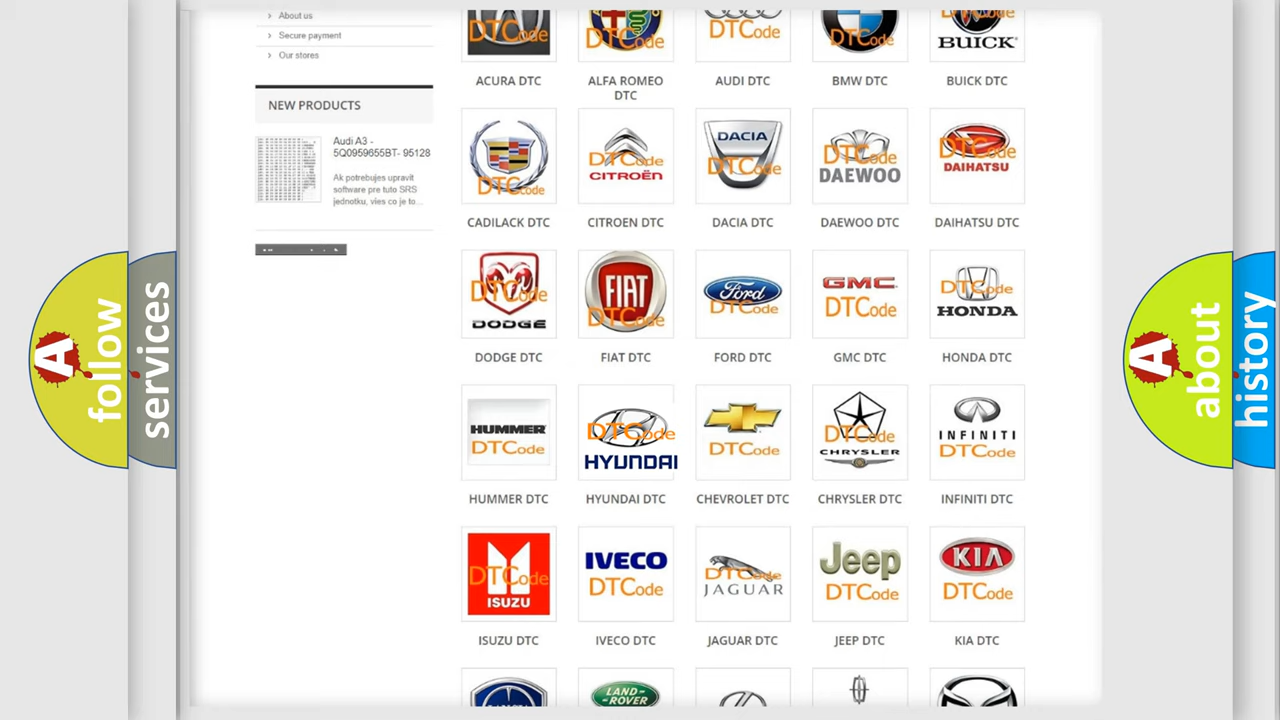 About us
Secure payment
Our stores
NEW PRODUCTS
Audi A3 -
5Q0959655BT- 95128
Ak potrebujes upravit
software pre tuto SRS
jednotku, vies co je to...
DTCode DTCode DTCode DTCode BUICK
ACURA DTC ALFA ROMEO DTC AUDI DTC BMW DTC BUICK DTC
DTCode DTCode CITROËN DACIA DTCode DTCode DAEWOO DTCode DAIHATSU
CADILACK DTC CITROEN DTC DACIA DTC DAEWOO DTC DAIHATSU DTC
DTCode DODGE FIAT DTCode Ford DTCode GMC DTCode DTCode HONDA
DODGE DTC FIAT DTC FORD DTC GMC DTC HONDA DTC
HUMMER DTCode DTCode HYUNDAI DTCode DTCode CHRYSLER INFINITI DTCode
HUMMER DTC HYUNDAI DTC CHEVROLET DTC CHRYSLER DTC INFINITI DTC
DTCode ISUZU IVECO DTCode DTCode JAGUAR Jeep DTCode KIA DTCode
ISUZU DTC IVECO DTC JAGUAR DTC JEEP DTC KIA DTC
LAND-
ROVER
A follow
services
A about
history